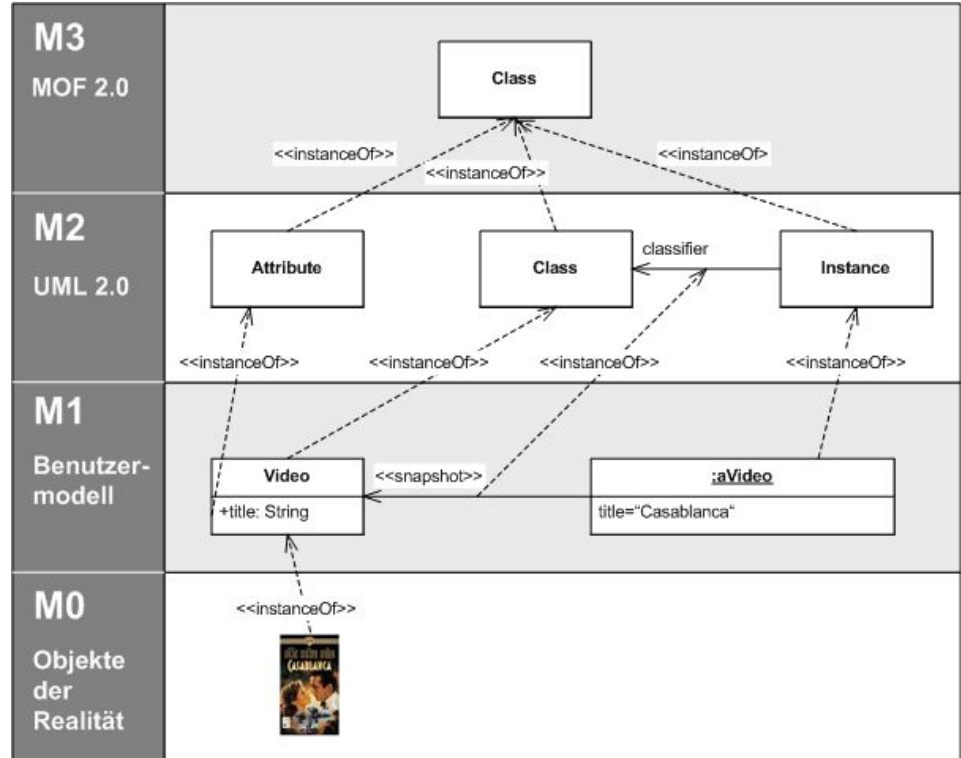 M3
MOF 2.0
Class
<<instanceOf>>
<<instanceOf>>
<<instanceOf>
M2
UML 2.0
Attribute
Class
classifier
Instance
<<instanceOf>>
<<instanceOf>>
<<instanceOf>>
<<instanceOf>>
M1
Benutzer-
modell
Video
+title: String
<<snapshot>>
:aVideo
title=“Casablanca“
M0
Objekte
der
Realität
<<instanceOf>>
CASABLANCA